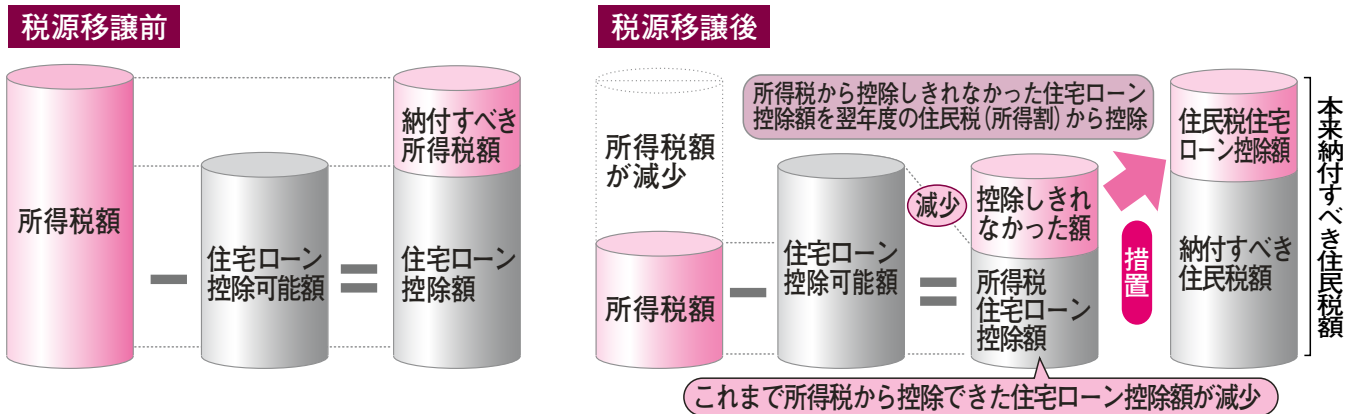 税源移譲前
所得税額
住宅ローン
控除可能額
納付すべき
所得税額
住宅ローン
控除額
税源移譲後
所得税額
が減少
所得税額
住宅ローン
控除可能額
所得税から控除しきれなかった住宅ローン
控除額を翌年度の住民税(所得割)から控除
減少
控除しきれ
なかった額
所得税
住宅ローン
控除額
措置
住民税住宅
ローン控除額
納付すべき
住民税額
本来納付すべき住民税額
これまで所得税から控除できた住宅ローン控除額が減少